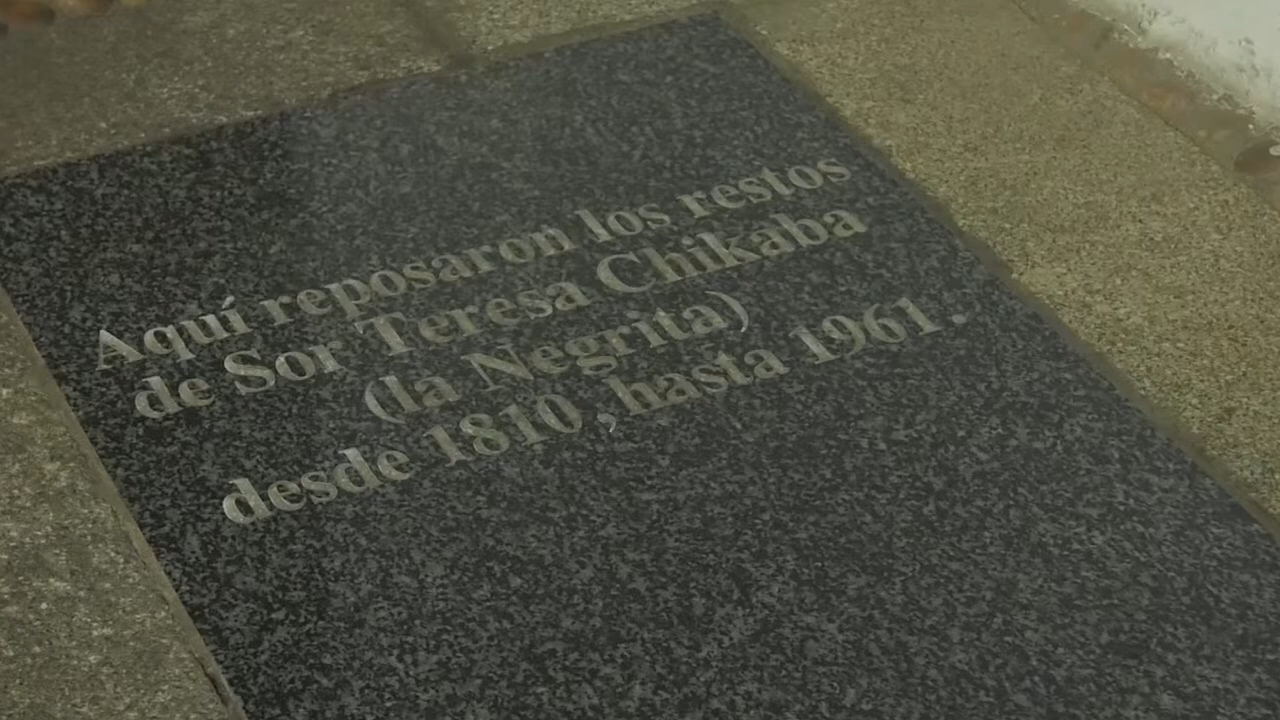 Aquí reposaron los restos
de Sor Teresa Chikaba
(la Negrita)
desde 1810 , hasta 1961 .